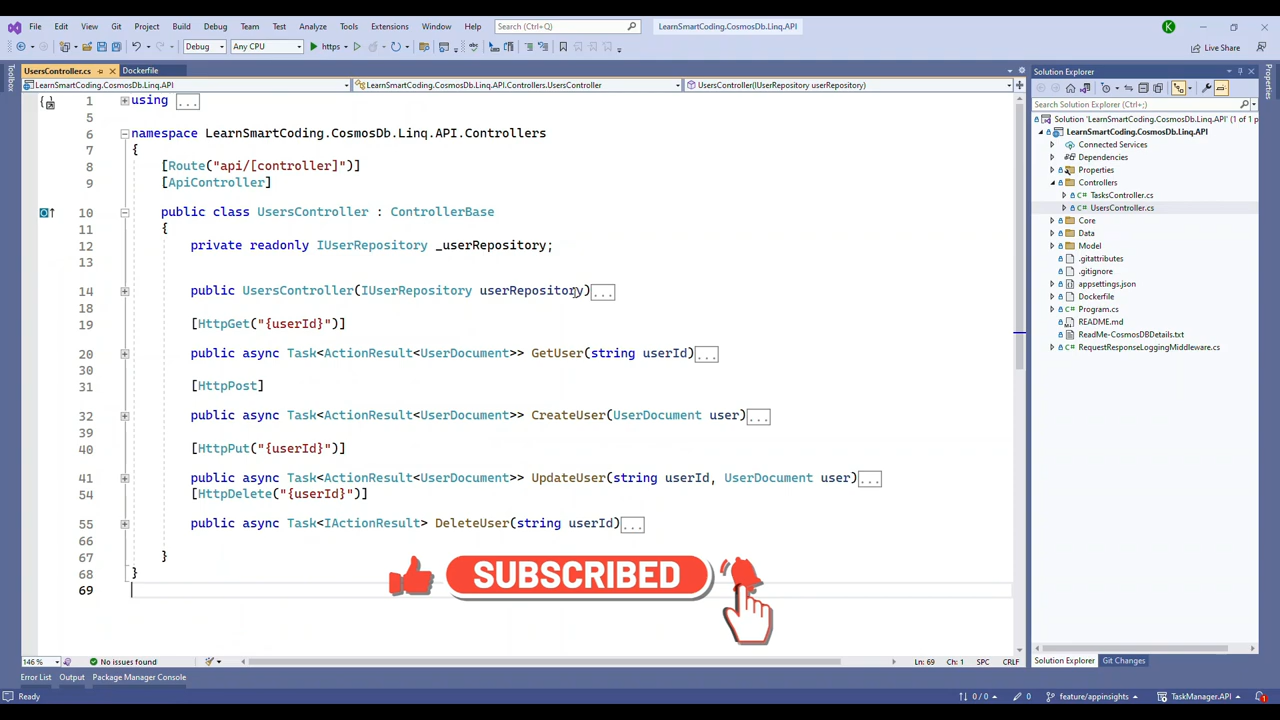 File Edit View Git Project Build Debug Team Test Analyze Tools Extensions Window Help Search (Ctrl+Q) LearnSmartCoding.CosmosDb.Linq.API K
Debug Any CPU https Live Share
Toolbox
UsersController.cs Dockerfile
LearnSmartCoding.CosmosDb.Linq.API LearnSmartCoding.CosmosDb.Linq.API.Controllers.UsersController UsersController(IUserRepository userRepository)
1 using ...
5
6 namespace LearnSmartCoding.CosmosDb.Linq.API.Controllers
7 {
8 [Route("api/[controller]")]
9 [ApiController]
10 public class UsersController : ControllerBase
11 {
12 private readonly IUserRepository _userRepository;
13
14 public UsersController(IUserRepository userRepository)...
18
19 [HttpGet("{userId}")]
20 public async Task<ActionResult<UserDocument>> GetUser(string userId)...
30
31 [HttpPost]
32 public async Task<ActionResult<UserDocument>> CreateUser(UserDocument user)...
39
40 [HttpPut("{userId}")]
41 public async Task<ActionResult<UserDocument>> UpdateUser(string userId, UserDocument user)...
54 [HttpDelete("{userId}")]
55 public async Task<IActionResult> DeleteUser(string userId)...
66
67 }
68 }
69
SUBSCRIBED
146 % No issues found Ln: 69 Ch: 1 SPC CRLF
Error List Output Package Manager Console
Ready 0 / 0 0 feature/appinsights TaskManager.API 1
Solution Explorer
Search Solution Explorer (Ctrl+;)
Solution 'LearnSmartCoding.CosmosDb.Linq.API' (1 of 1 p
LearnSmartCoding.CosmosDb.Linq.API
Connected Services
Dependencies
Properties
Controllers
C# TasksController.cs
C# UsersController.cs
Core
Data
Model
.gitattributes
.gitignore
appsettings.json
Dockerfile
C# Program.cs
README.md
ReadMe-CosmosDBDetails.txt
C# RequestResponseLoggingMiddleware.cs
Solution Explorer Git Changes
Properties